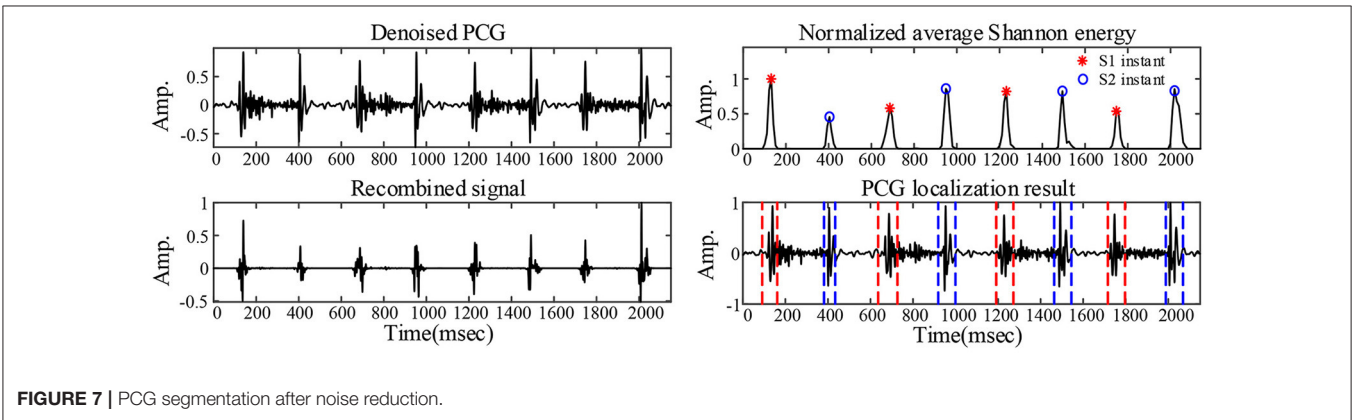 Denoised PCG
Amp.
0.5
0
-0.5
0 200 400 600 800 1000 1200 1400 1600 1800 2000
Normalized average Shannon energy
S1 instant
S2 instant
Amp.
1
0.5
0
0 200 400 600 800 1000 1200 1400 1600 1800 2000
Recombined signal
Amp.
1
0.5
0
-0.5
0 200 400 600 800 1000 1200 1400 1600 1800 2000
Time(msec)
PCG localization result
Amp.
1
0
-1
0 200 400 600 800 1000 1200 1400 1600 1800 2000
Time(msec)
FIGURE 7 | PCG segmentation after noise reduction.